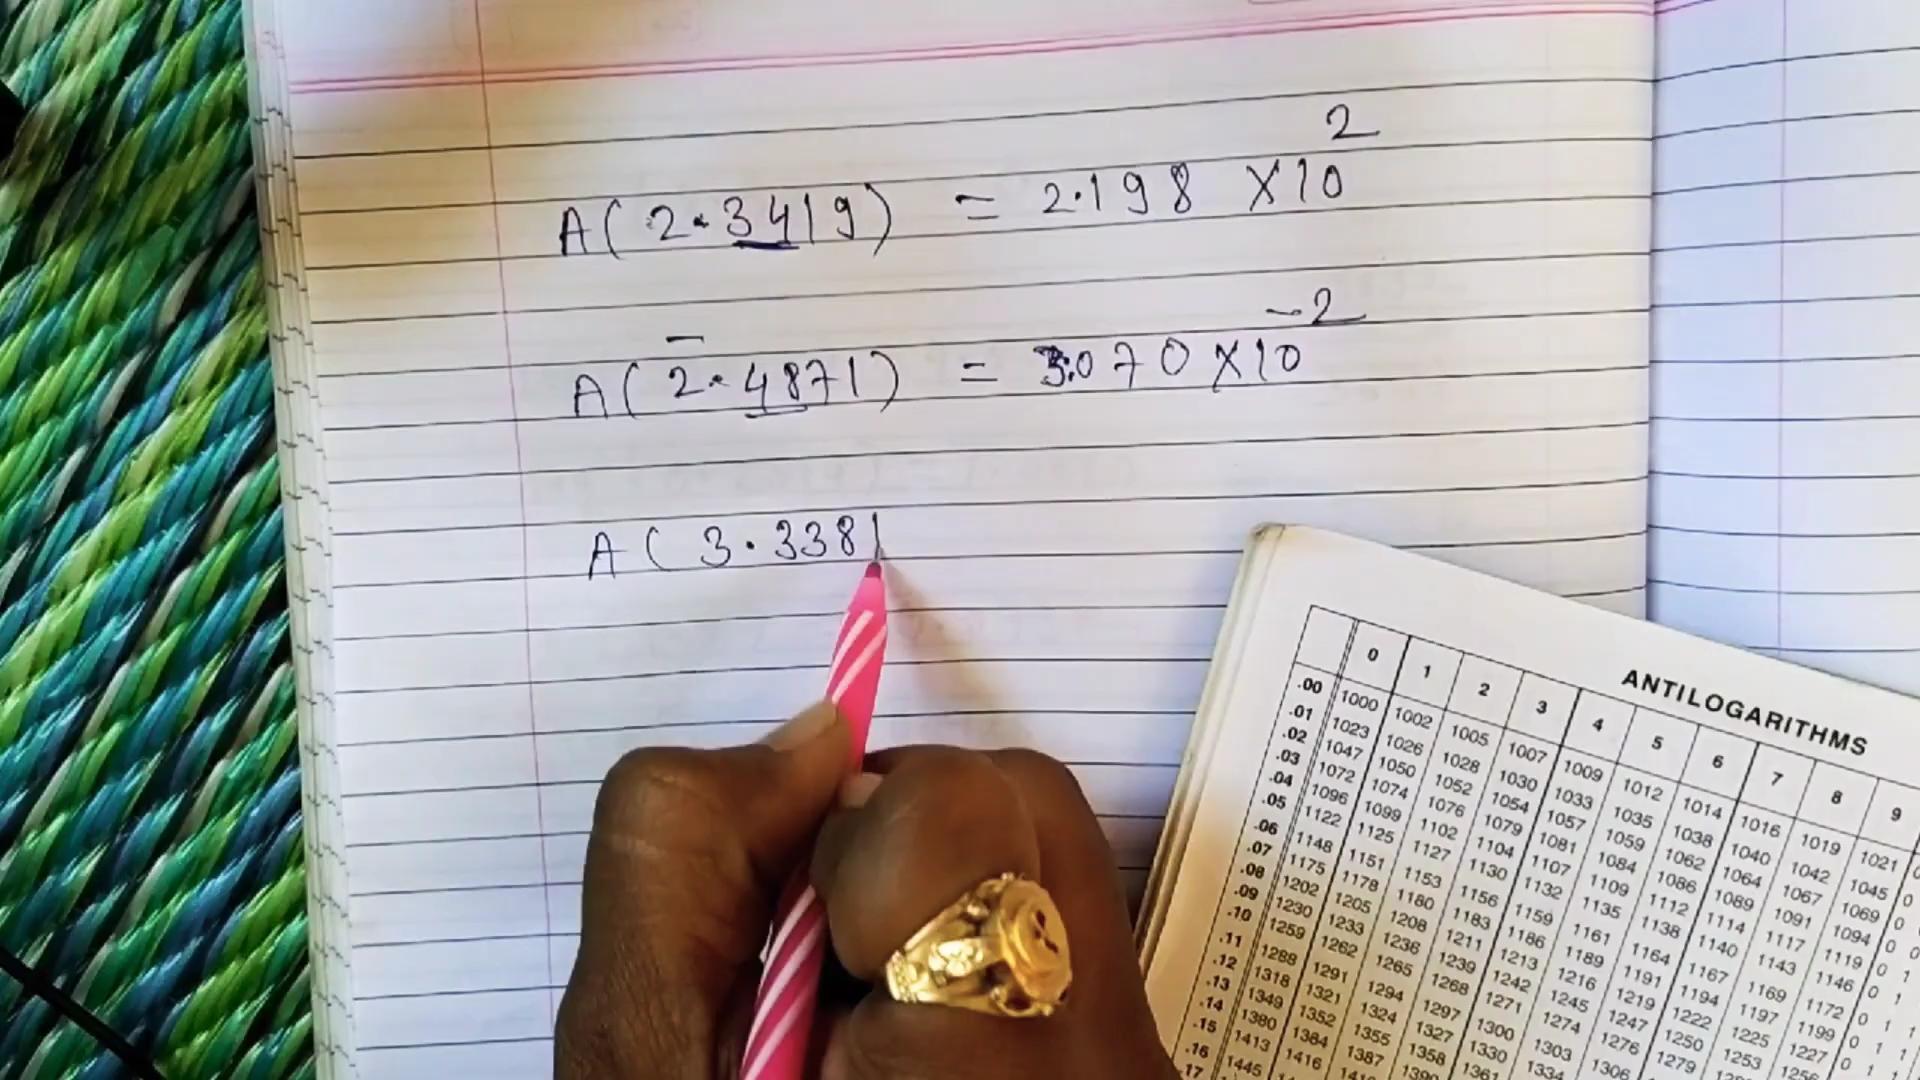 2
A( 2.3419) = 2.198 X10
-2
A( 2̄.4871) = 3.070 X10
A ( 3.338
ANTILOGARITHMS
0 1 2 3 4 5 6 7 8 9
.00 1000 1002 1005 1007 1009 1012 1014 1016 1019 1021
.01 1023 1026 1028 1030 1033 1035 1038 1040 1042 1045
.02 1047 1050 1052 1054 1057 1059 1062 1064 1067 1069
.03 1072 1074 1076 1079 1081 1084 1086 1089 1091 1094
.04 1096 1099 1102 1104 1107 1109 1112 1114 1117 1119
.05 1122 1125 1127 1130 1132 1135 1138 1140 1143 1146
.06 1148 1151 1153 1156 1159 1161 1164 1167 1169 1172
.07 1175 1178 1180 1183 1186 1189 1191 1194 1197 1199
.08 1202 1205 1208 1211 1213 1216 1219 1222 1225 1227
.09 1230 1233 1236 1239 1242 1245 1247 1250 1253 1256
.10 1259 1262 1265 1268 1271 1274 1276 1279
.11 1288 1291 1294 1297 1300 1303 1306
.12 1318 1321 1324 1327 1330 1334
.13 1349 1352 1355 1358 1361
.14 1380 1384 1387 1390
.15 1413 1416
.16 1445
.17